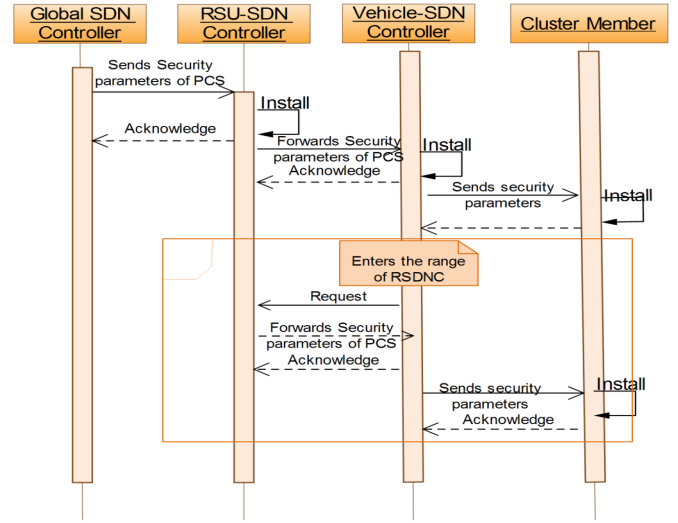 Global SDN
Controller
RSU-SDN
Controller
Vehicle-SDN
Controller
Cluster Member
Sends Security
parameters of PCS
Install
Acknowledge
Forwards Security
parameters of PCS
Install
Acknowledge
Sends security
parameters
Install
Enters the range
of RSDNC
Request
Forwards Security
parameters of PCS
Acknowledge
Sends security
parameters
Install
Acknowledge